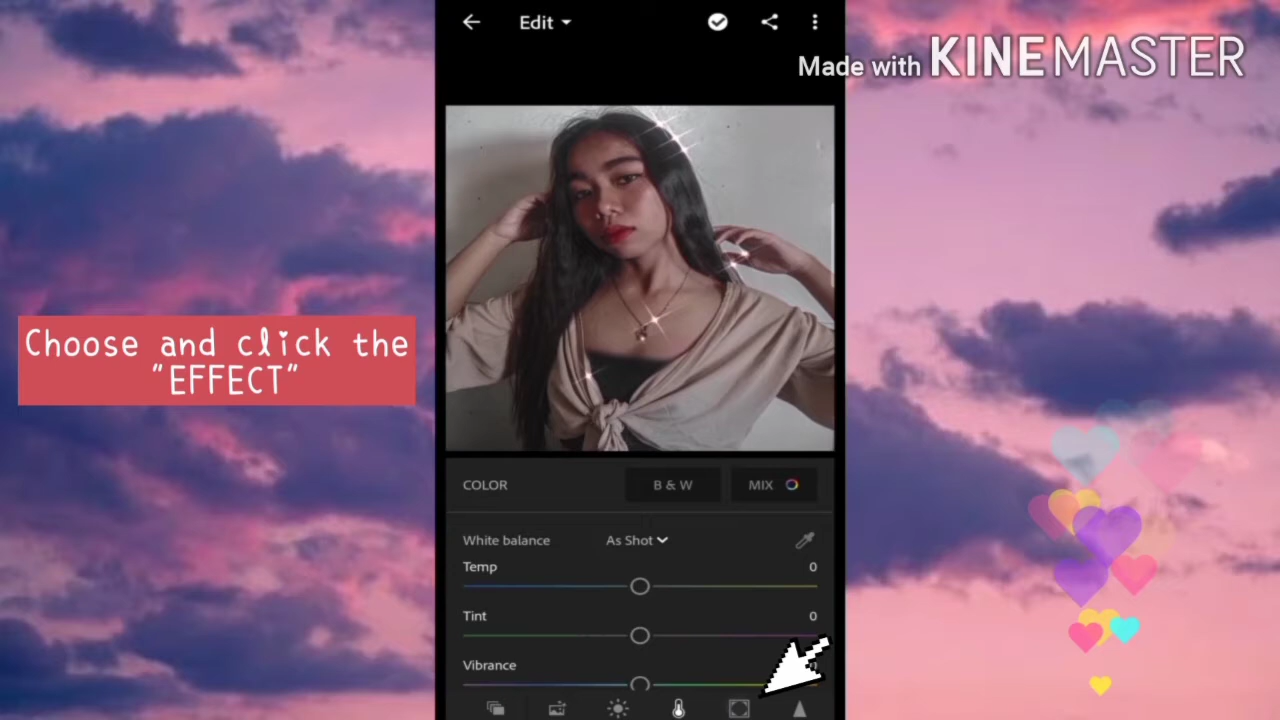 Edit
Made with KINEMASTER
Choose and click the
"EFFECT"
COLOR
B & W
MIX
White balance
As Shot
Temp
0
Tint
0
Vibrance